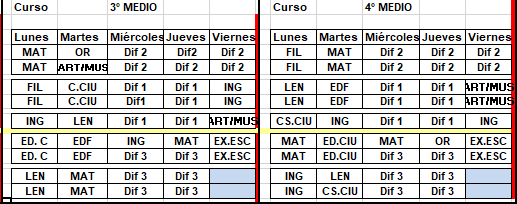 Curso 3° MEDIO Curso 4° MEDIO
Lunes Martes Miércoles Jueves Viernes Lunes Martes Miércoles Jueves Viernes
MAT OR Dif 2 Dif2 Dif 2 FIL MAT Dif 2 Dif 2 Dif 2
MAT ART/MUS Dif 2 Dif 2 Dif 2 FIL MAT Dif 2 Dif 2 Dif 2
FIL C.CIU Dif 1 Dif 1 ING LEN EDF Dif 1 Dif 1 ART/MUS
FIL C.CIU Dif1 Dif 1 ING LEN EDF Dif 1 Dif 1 ART/MUS
ING LEN Dif 1 Dif 1 ART/MUS CS.CIU ING Dif 1 Dif 1 ING
ED. C EDF ING MAT EX.ESC MAT ED.CIU MAT OR EX.ESC
ED. C EDF Dif 3 Dif 3 EX.ESC MAT ED.CIU Dif 3 Dif 3 EX.ESC
LEN MAT Dif 3 Dif 3 ING LEN Dif 3 Dif 3
LEN MAT Dif 3 Dif 3 ING CS.CIU Dif 3 Dif 3